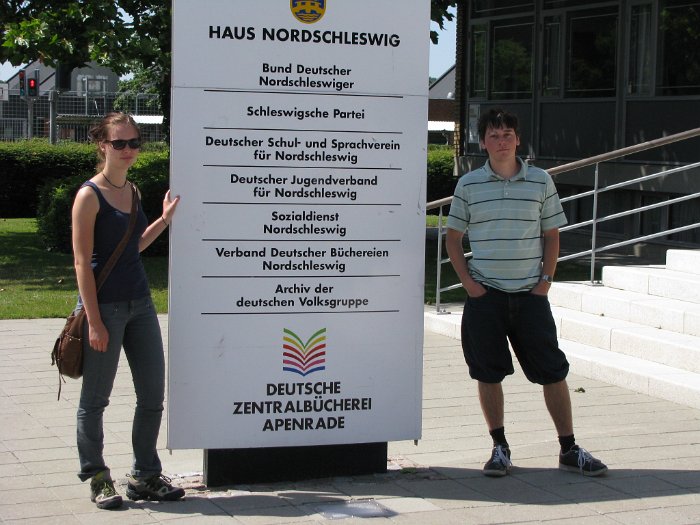 HAUS NORDSCHLESWIG
Bund Deutscher
Nordschleswiger
Schleswigsche Partei
Deutscher Schul- und Sprachverein
für Nordschleswig
Deutscher Jugendverband
für Nordschleswig
Sozialdienst
Nordschleswig
Verband Deutscher Büchereien
Nordschleswig
Archiv der
deutschen Volksgruppe
DEUTSCHE
ZENTRALBÜCHEREI
APENRADE